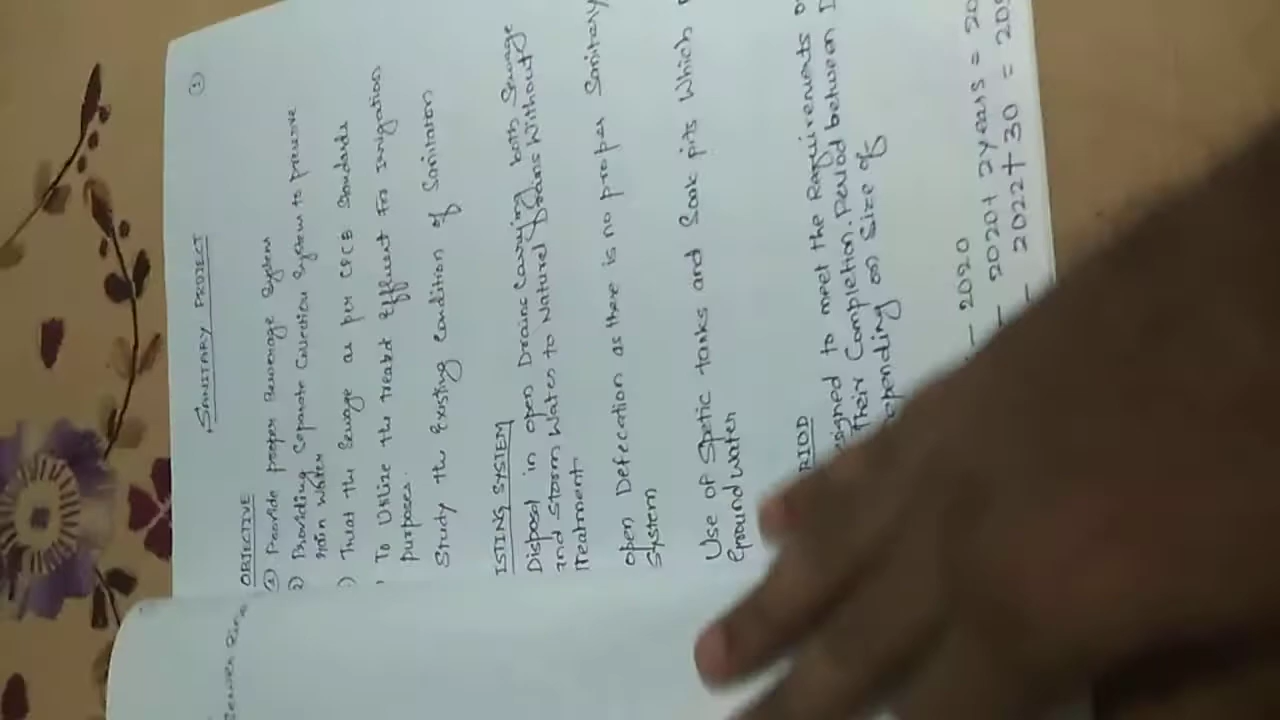 1
SANITARY PROJECT
OBJECTIVE
1) Provide proper Sewerage System
2) Providing Separate Collection System to
rain Water
) Treat the Sewage as per CPCB Standards
To Utilize the treated Effluent For Irrigation
purposes.
Study the Existing Condition of Sanitation
ISTING SYSTEM
Disposal in open Drains Carrying both Sewage
and Storm Water to Natural Drains Without
Treatment
open Defecation as there is no proper Sanitary
System
Use of Septic tanks and Soak pits Which
Ground Water
RIOD
signed to meet the Requirements
Their Completion. Period between
epending on Size of
- 2020
- 2020+ 2years = 20
- 2022+30 = 20
Sewer